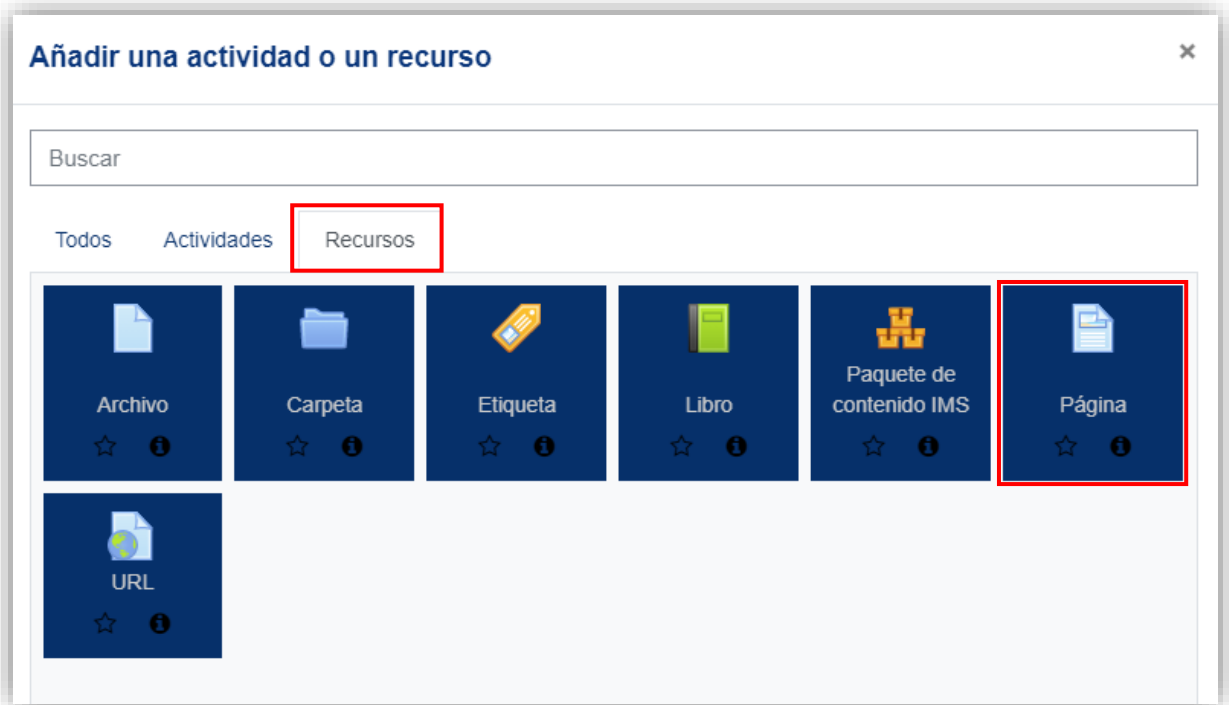 Añadir una actividad o un recurso
×
Buscar
Todos
Actividades
Recursos
Archivo
Carpeta
Etiqueta
Libro
Paquete de
contenido IMS
Página
URL